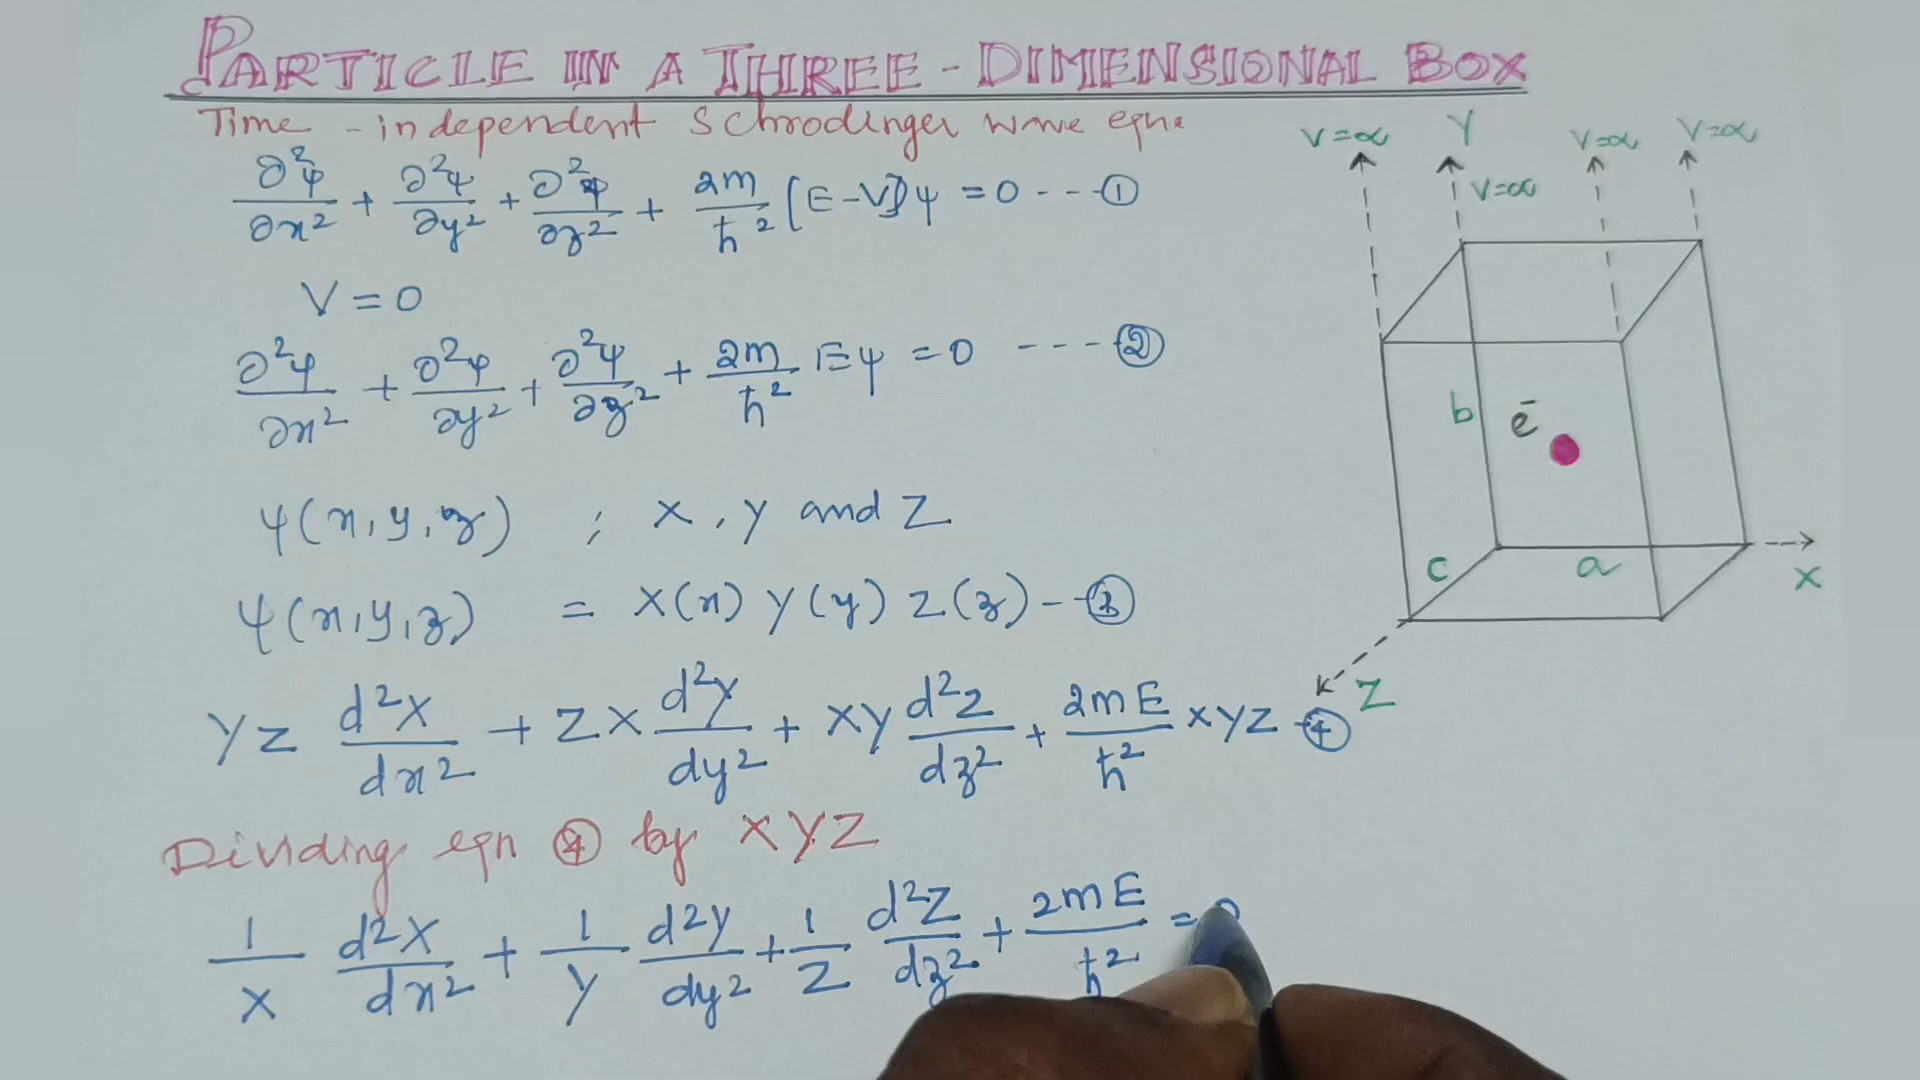 PARTICLE IN A THREE-DIMENSIONAL BOX
Time-independent Schrodinger wave eqn
∂²ψ/∂x² + ∂²ψ/∂y² + ∂²ψ/∂z² + 2m/ħ² [E-V]ψ = 0 --- ①
V = 0
∂²ψ/∂x² + ∂²ψ/∂y² + ∂²ψ/∂z² + 2m/ħ² Eψ = 0 --- ②
ψ(x,y,z) ; X, Y and Z
ψ(x,y,z) = X(x) Y(y) Z(z) -- ③
YZ d²X/dx² + ZX d²Y/dy² + XY d²Z/dz² + 2mE/ħ² XYZ - ④
Dividing eqn ④ by XYZ
1/X d²X/dx² + 1/Y d²Y/dy² + 1/Z d²Z/dz² + 2mE/ħ² = 0
V=∝
Y
V=∝
V=∝
V=∝
b
e⁻
c
a
X
Z